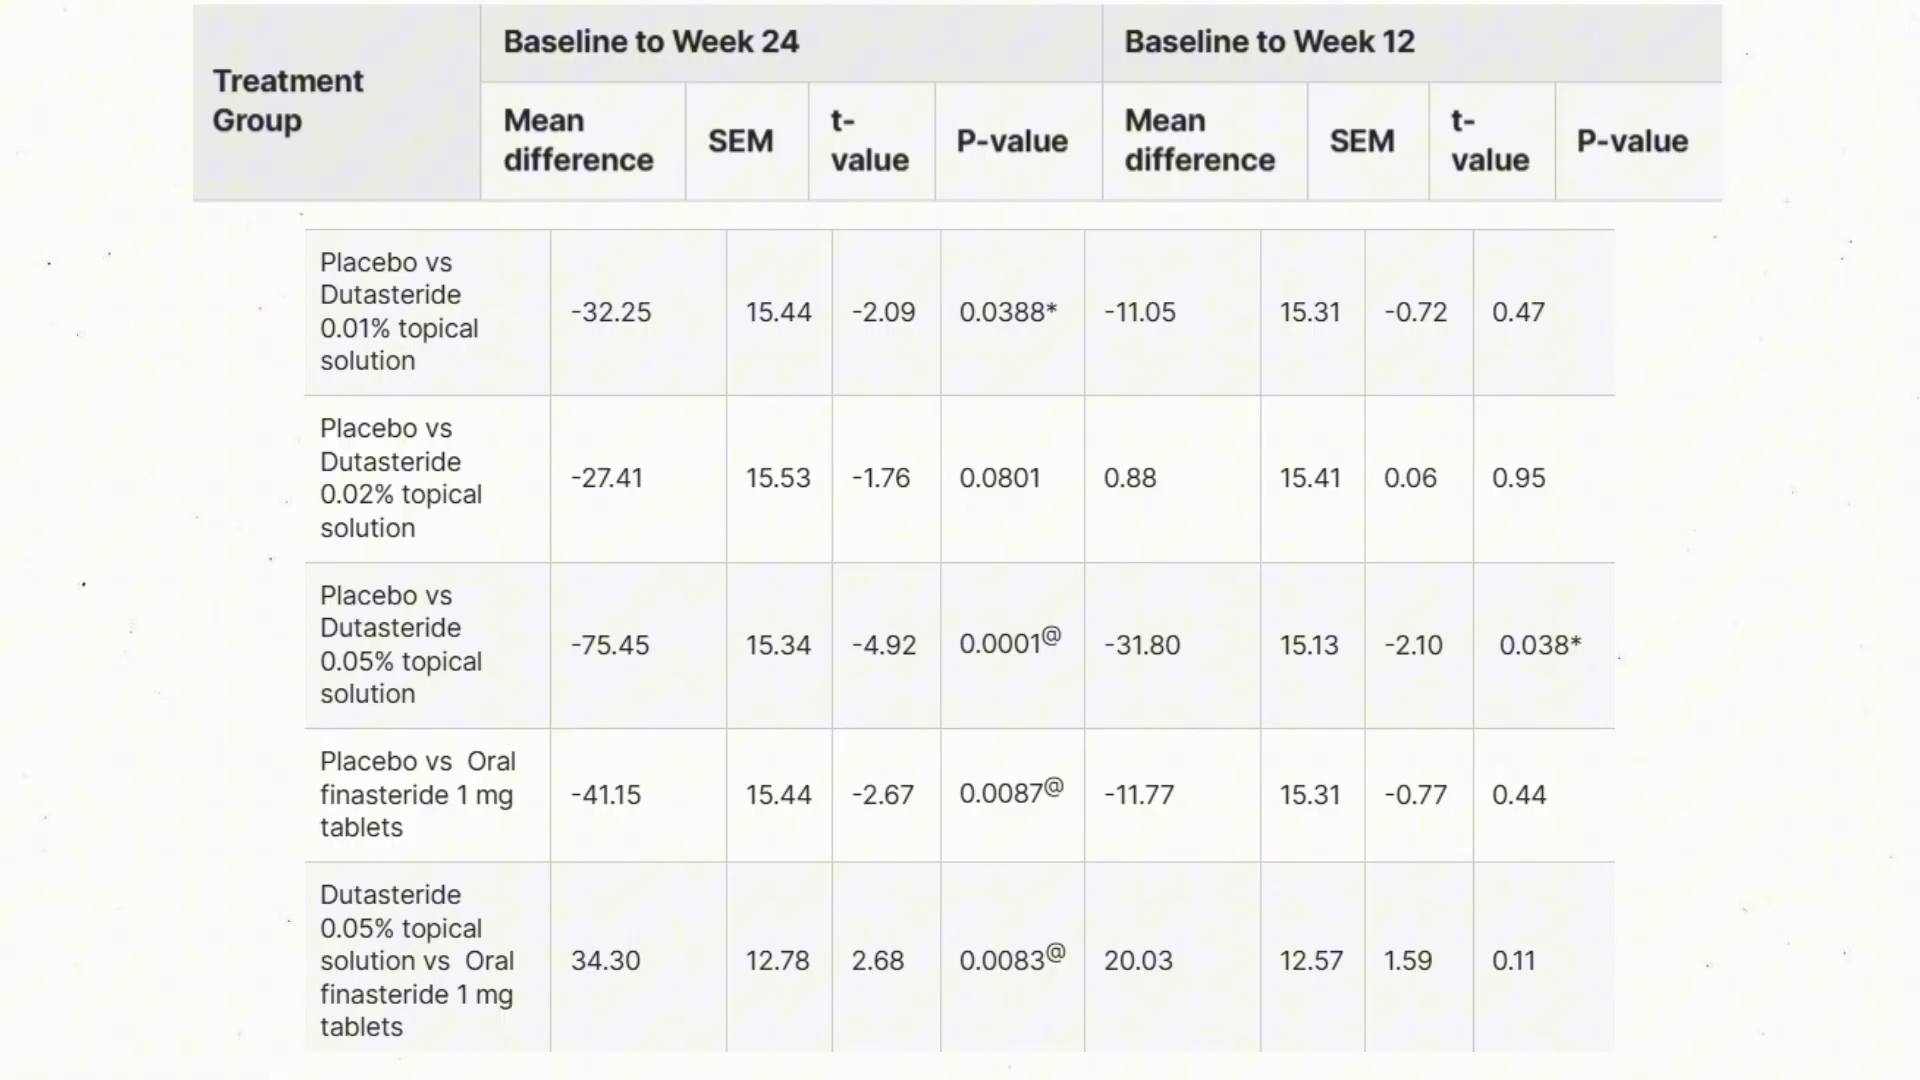 Baseline to Week 24
Baseline to Week 12
Treatment
Group
Mean
difference
SEM
t-
value
P-value
Mean
difference
SEM
t-
value
P-value
Placebo vs
Dutasteride
0.01% topical
solution
-32.25
15.44
-2.09
0.0388*
-11.05
15.31
-0.72
0.47
Placebo vs
Dutasteride
0.02% topical
solution
-27.41
15.53
-1.76
0.0801
0.88
15.41
0.06
0.95
Placebo vs
Dutasteride
0.05% topical
solution
-75.45
15.34
-4.92
0.0001@
-31.80
15.13
-2.10
0.038*
Placebo vs Oral
finasteride 1 mg
tablets
-41.15
15.44
-2.67
0.0087@
-11.77
15.31
-0.77
0.44
Dutasteride
0.05% topical
solution vs Oral
finasteride 1 mg
tablets
34.30
12.78
2.68
0.0083@
20.03
12.57
1.59
0.11